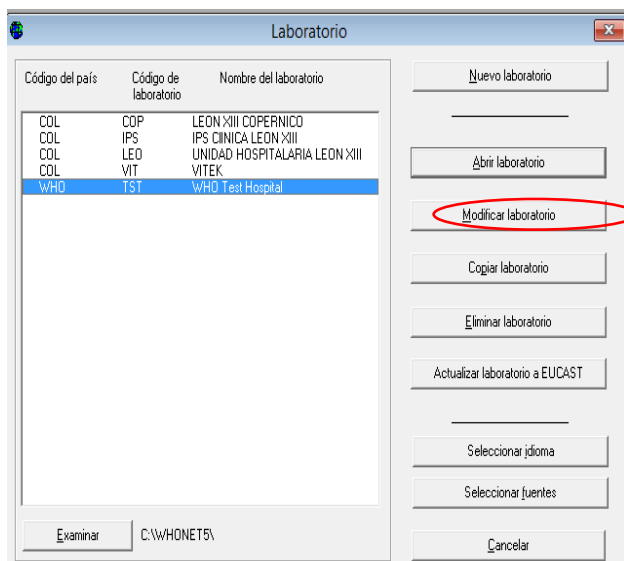 Laboratorio
Código del país Código de laboratorio Nombre del laboratorio
COL COP LEON XIII COPERNICO
COL IPS IPS ClINICA LEON XIII
COL LEO UNIDAD HOSPITALARIA LEON XIII
COL VIT VITEK
WHO TST WHO Test Hospital
Examinar C:\WHONET5\
Nuevo laboratorio
Abrir laboratorio
Modificar laboratorio
Copiar laboratorio
Eliminar laboratorio
Actualizar laboratorio a EUCAST
Seleccionar idioma
Seleccionar fuentes
Cancelar